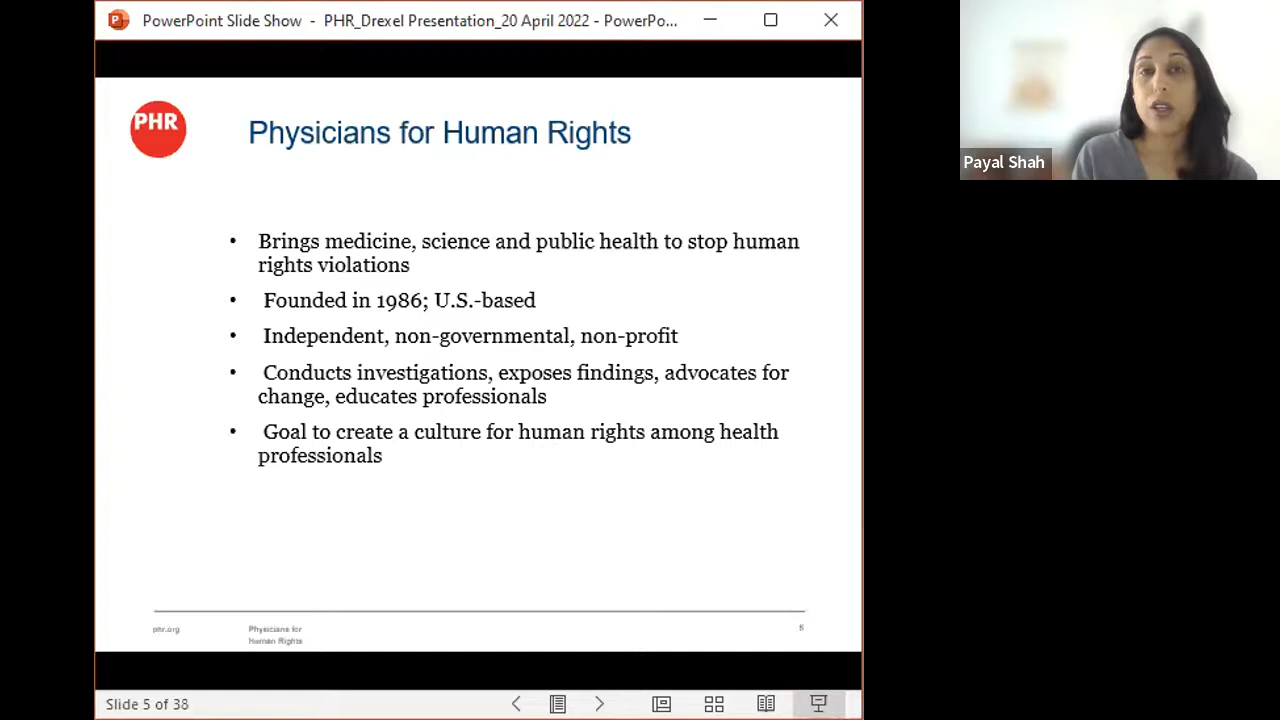 PowerPoint Slide Show - PHR_Drexel Presentation_20 April 2022 - PowerPo...
PHR
Physicians for Human Rights
• Brings medicine, science and public health to stop human
rights violations
• Founded in 1986; U.S.-based
• Independent, non-governmental, non-profit
• Conducts investigations, exposes findings, advocates for
change, educates professionals
• Goal to create a culture for human rights among health
professionals
phr.org
Physicians for
Human Rights
5
Slide 5 of 38
Payal Shah